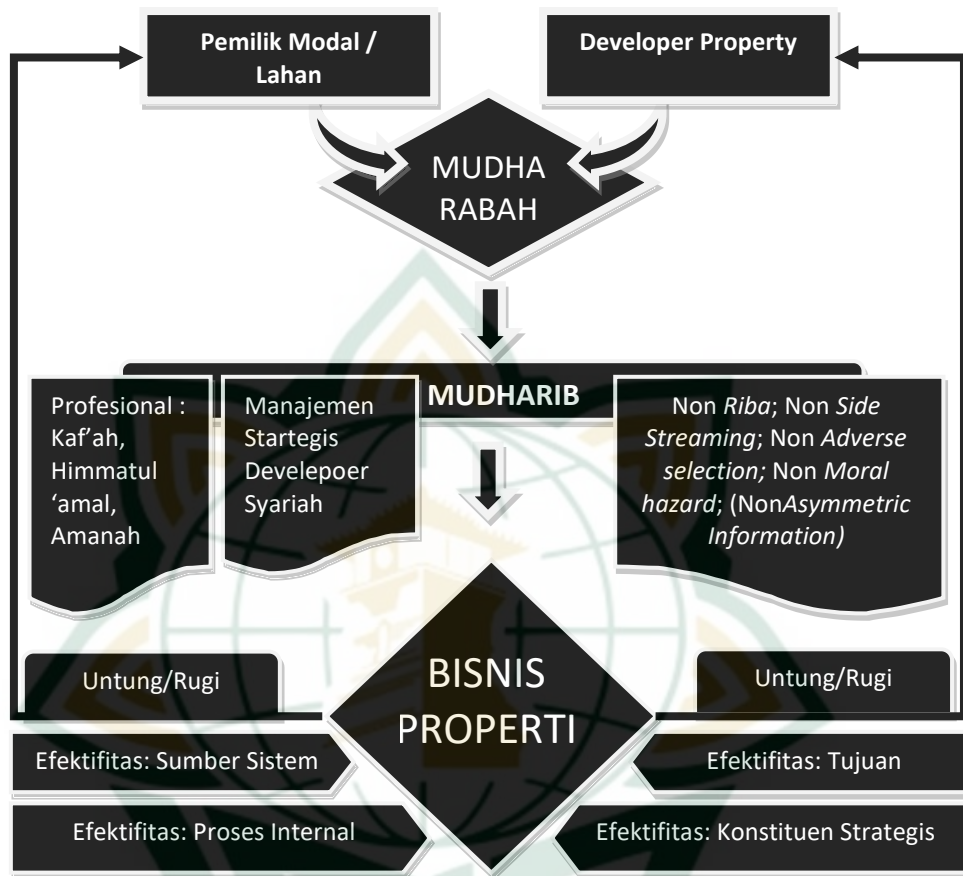 Pemilik Modal /
Lahan
Developer Property
MUDHA
RABAH
MUDHARIB
Profesional :
Kaf’ah,
Himmatul
‘amal,
Amanah
Manajemen
Startegis
Develepoer
Syariah
Non Riba; Non Side
Streaming; Non Adverse
selection; Non Moral
hazard; (NonAsymmetric
Information)
BISNIS
PROPERTI
Untung/Rugi
Untung/Rugi
Efektifitas: Sumber Sistem
Efektifitas: Tujuan
Efektifitas: Proses Internal
Efektifitas: Konstituen Strategis